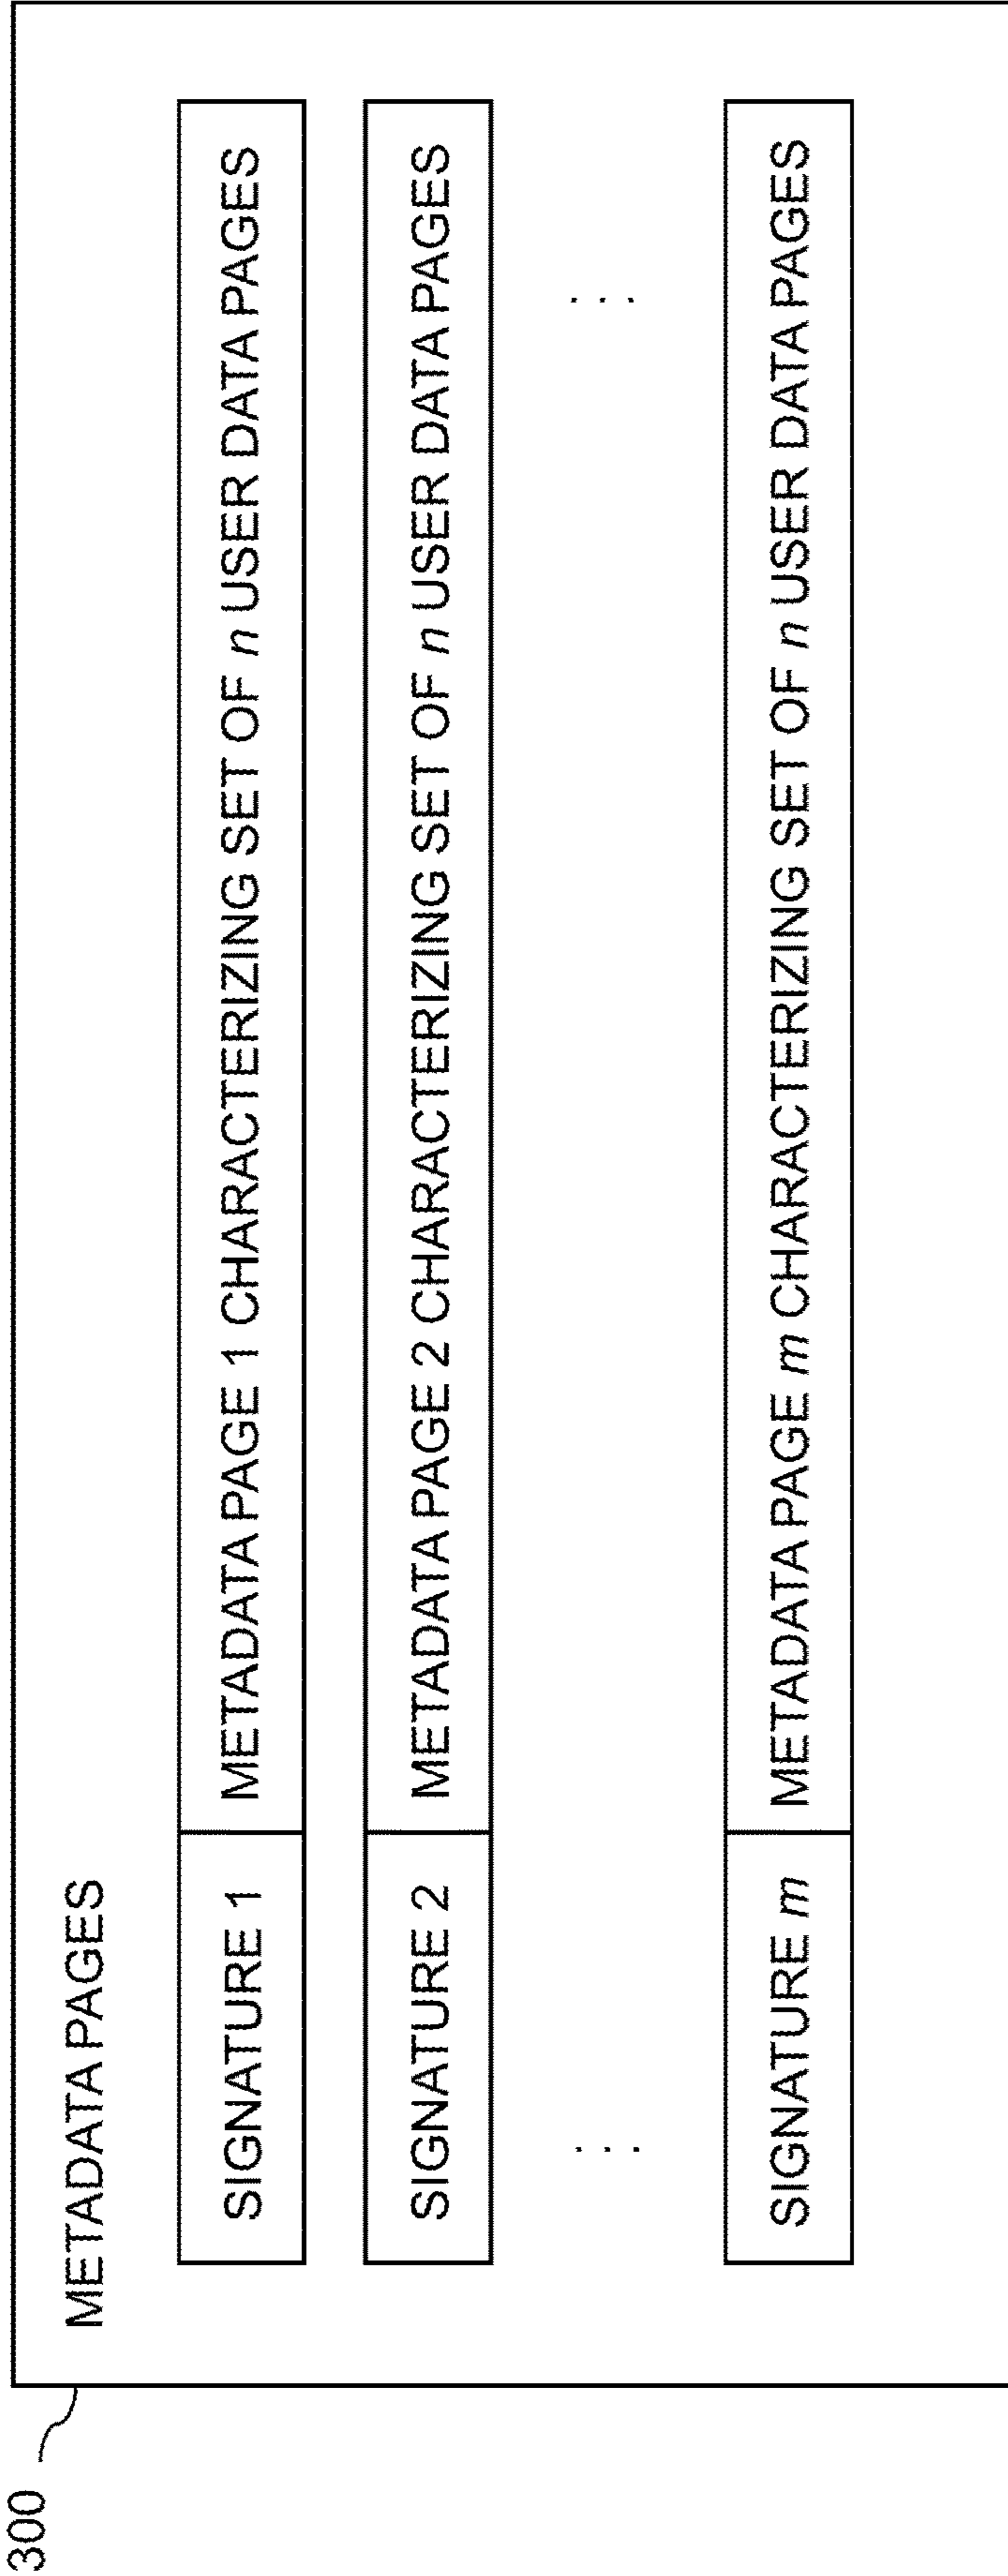 300
METADATA PAGES
SIGNATURE 1 METADATA PAGE 1 CHARACTERIZING SET OF n USER DATA PAGES
SIGNATURE 2 METADATA PAGE 2 CHARACTERIZING SET OF n USER DATA PAGES
. . . . . .
SIGNATURE m METADATA PAGE m CHARACTERIZING SET OF n USER DATA PAGES